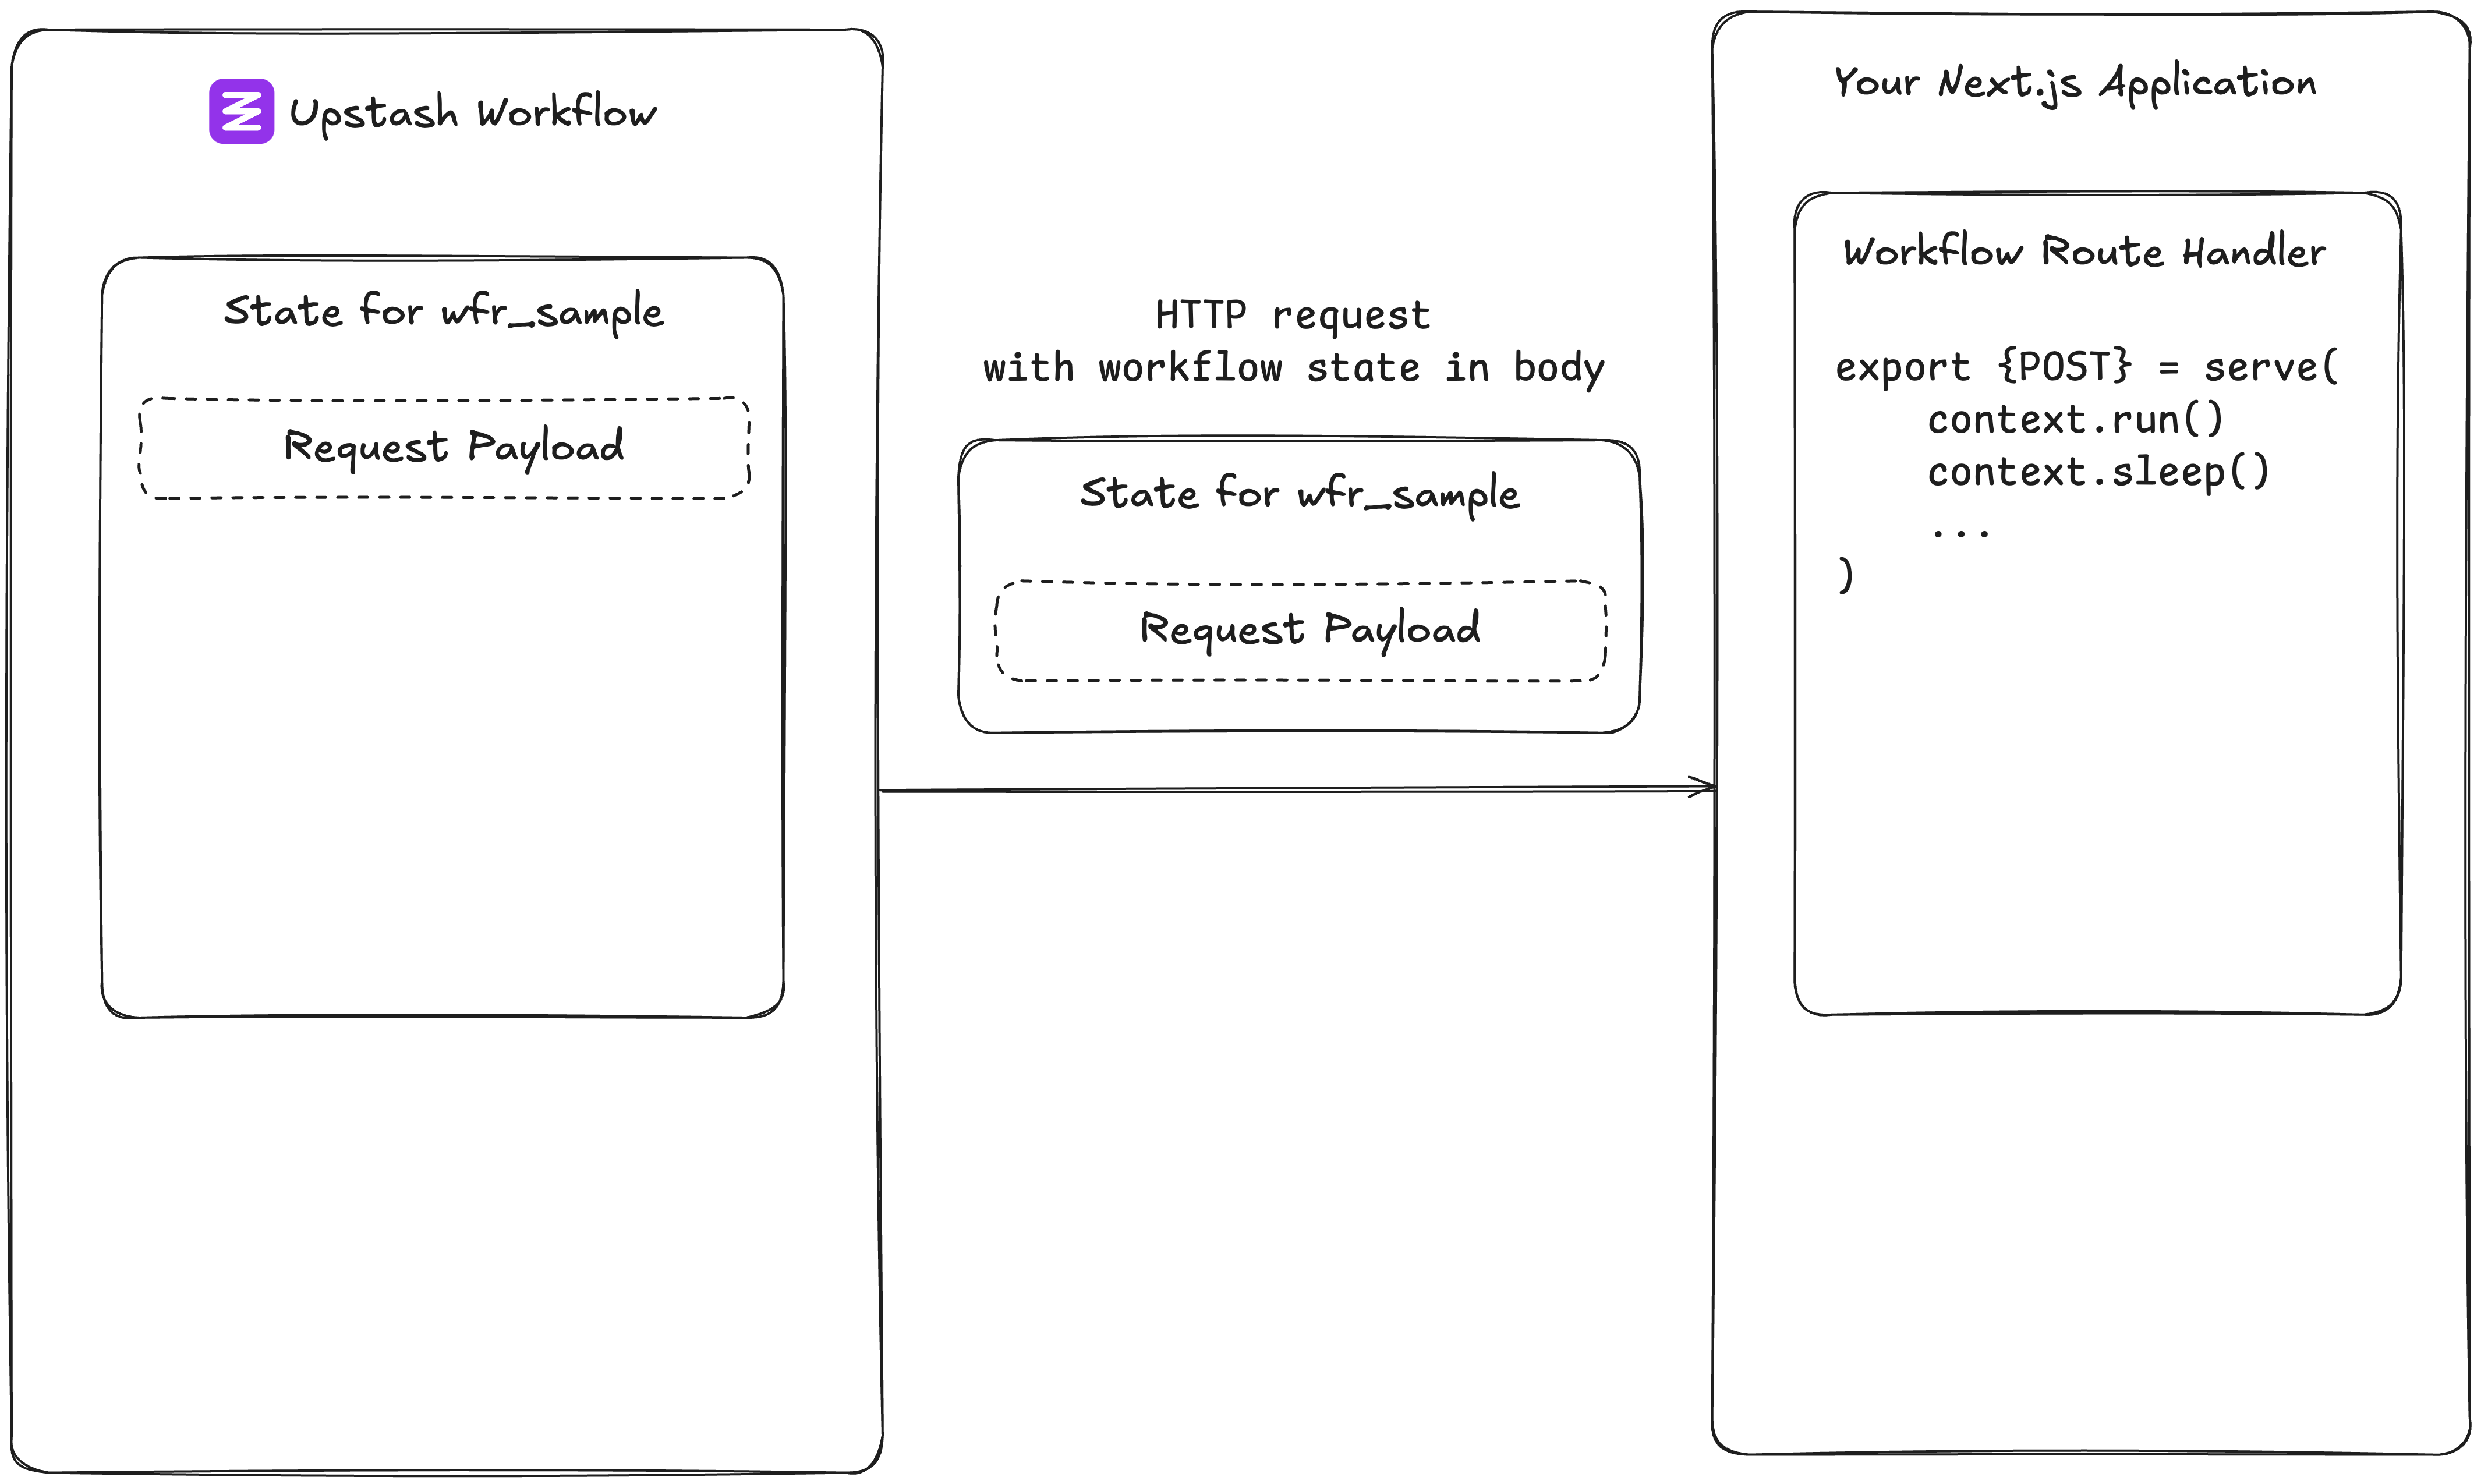 Upstash Workflow
State for wfr_sample
Request Payload
HTTP request
with workflow state in body
State for wfr_sample
Request Payload
Your Next.js Application
Workflow Route Handler
export {POST} = serve(
context.run()
context.sleep()
...
)